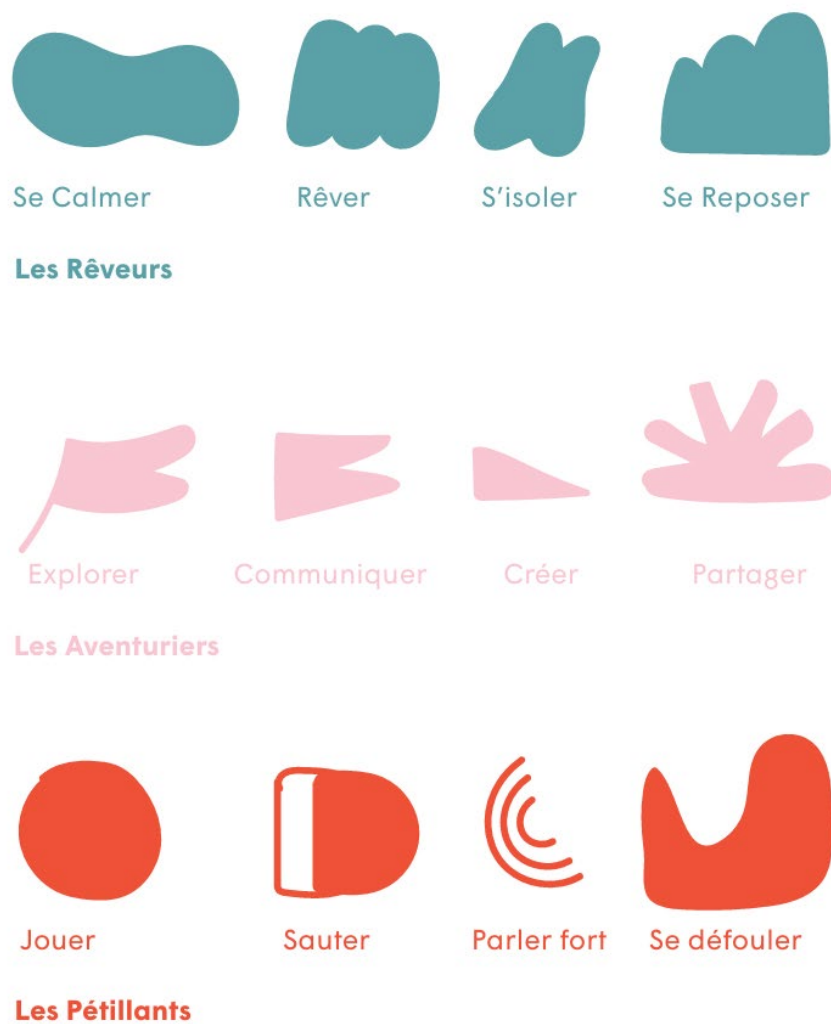 Se Calmer Rêver S'isoler Se Reposer
Les Rêveurs
Explorer Communiquer Créer Partager
Les Aventuriers
Jouer Sauter Parler fort Se défouler
Les Pétillants